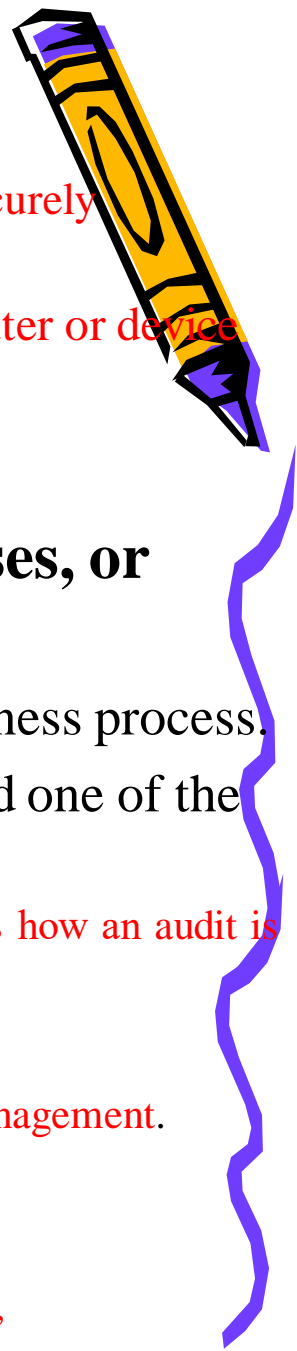 curely
ter or device
ses, or
ness process.
d one of the
s how an audit is
nagement.
,